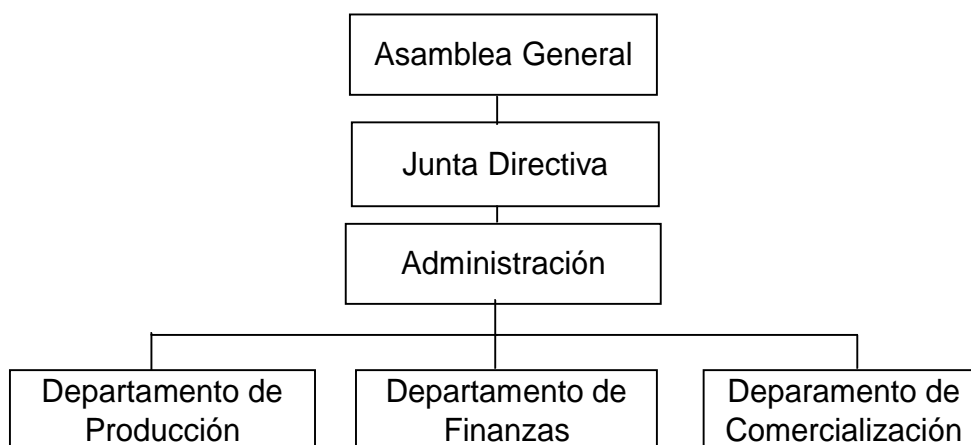 Asamblea General
Junta Directiva
Administración
Departamento de
Producción
Departamento de
Finanzas
Deparamento de
Comercialización